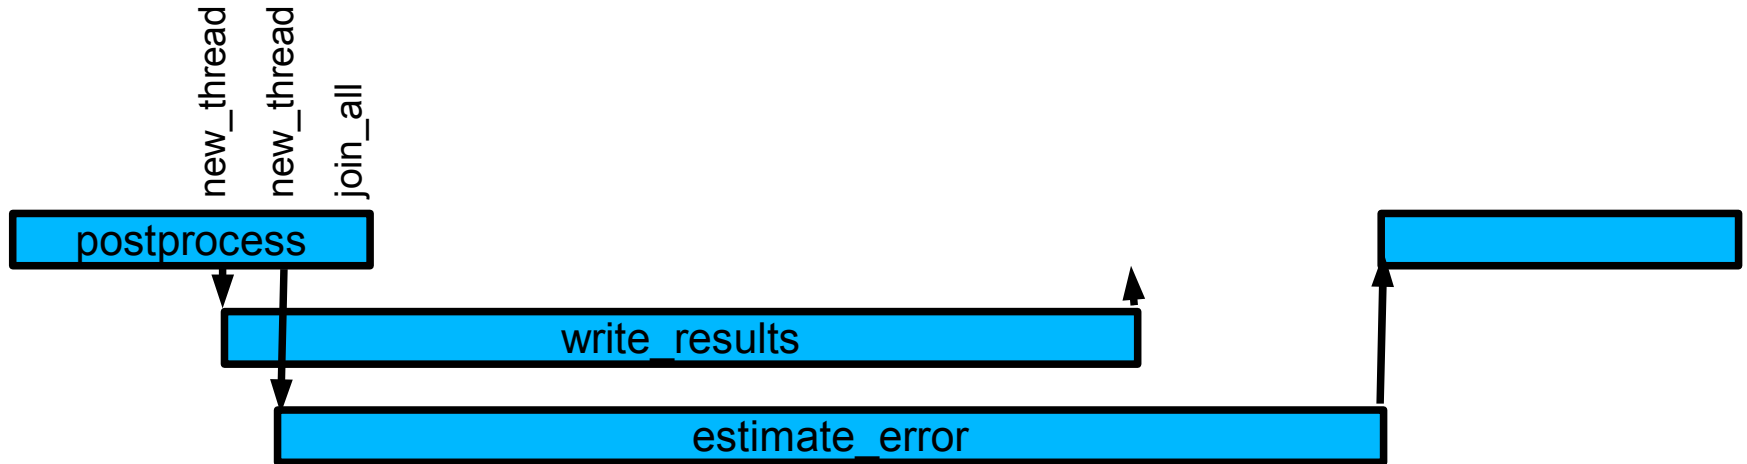 new_thread
new_thread
join_all
postprocess
write_results
estimate_error